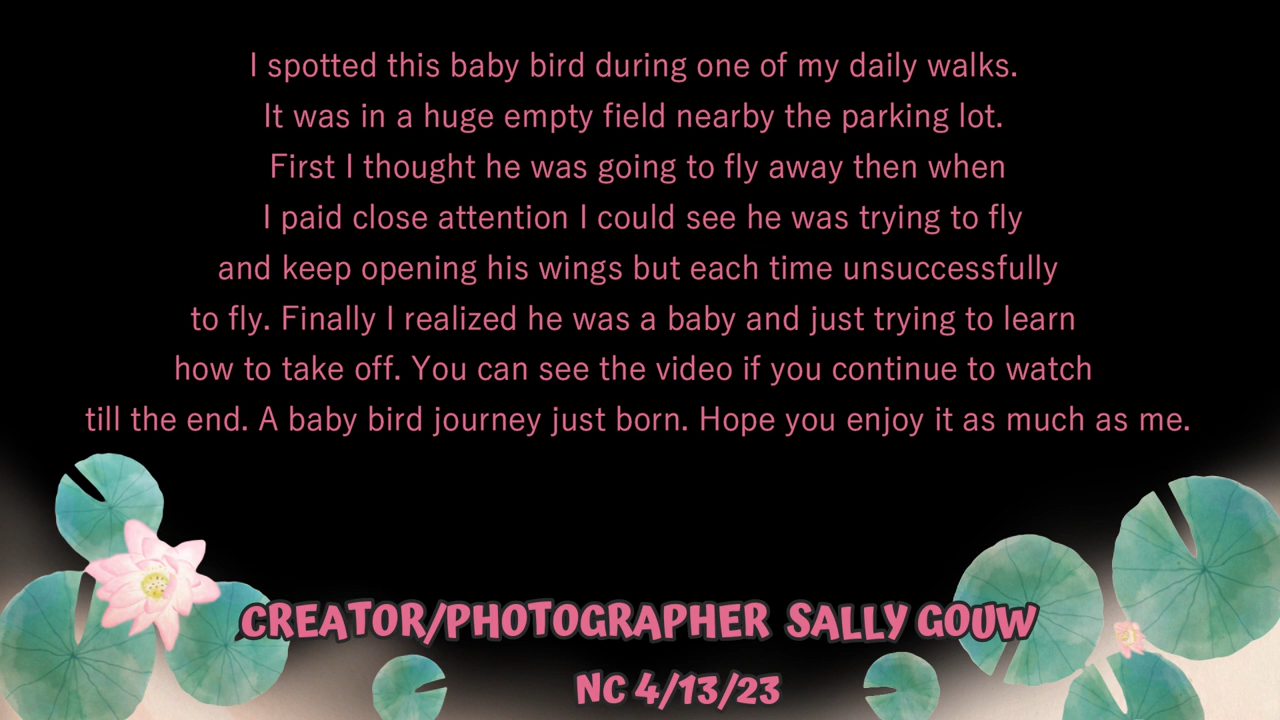 I spotted this baby bird during one of my daily walks.
It was in a huge empty field nearby the parking lot.
First I thought he was going to fly away then when
I paid close attention I could see he was trying to fly
and keep opening his wings but each time unsuccessfully
to fly. Finally I realized he was a baby and just trying to learn
how to take off. You can see the video if you continue to watch
till the end. A baby bird journey just born. Hope you enjoy it as much as me.
CREATOR/PHOTOGRAPHER SALLY GOUW
NC 4/13/23